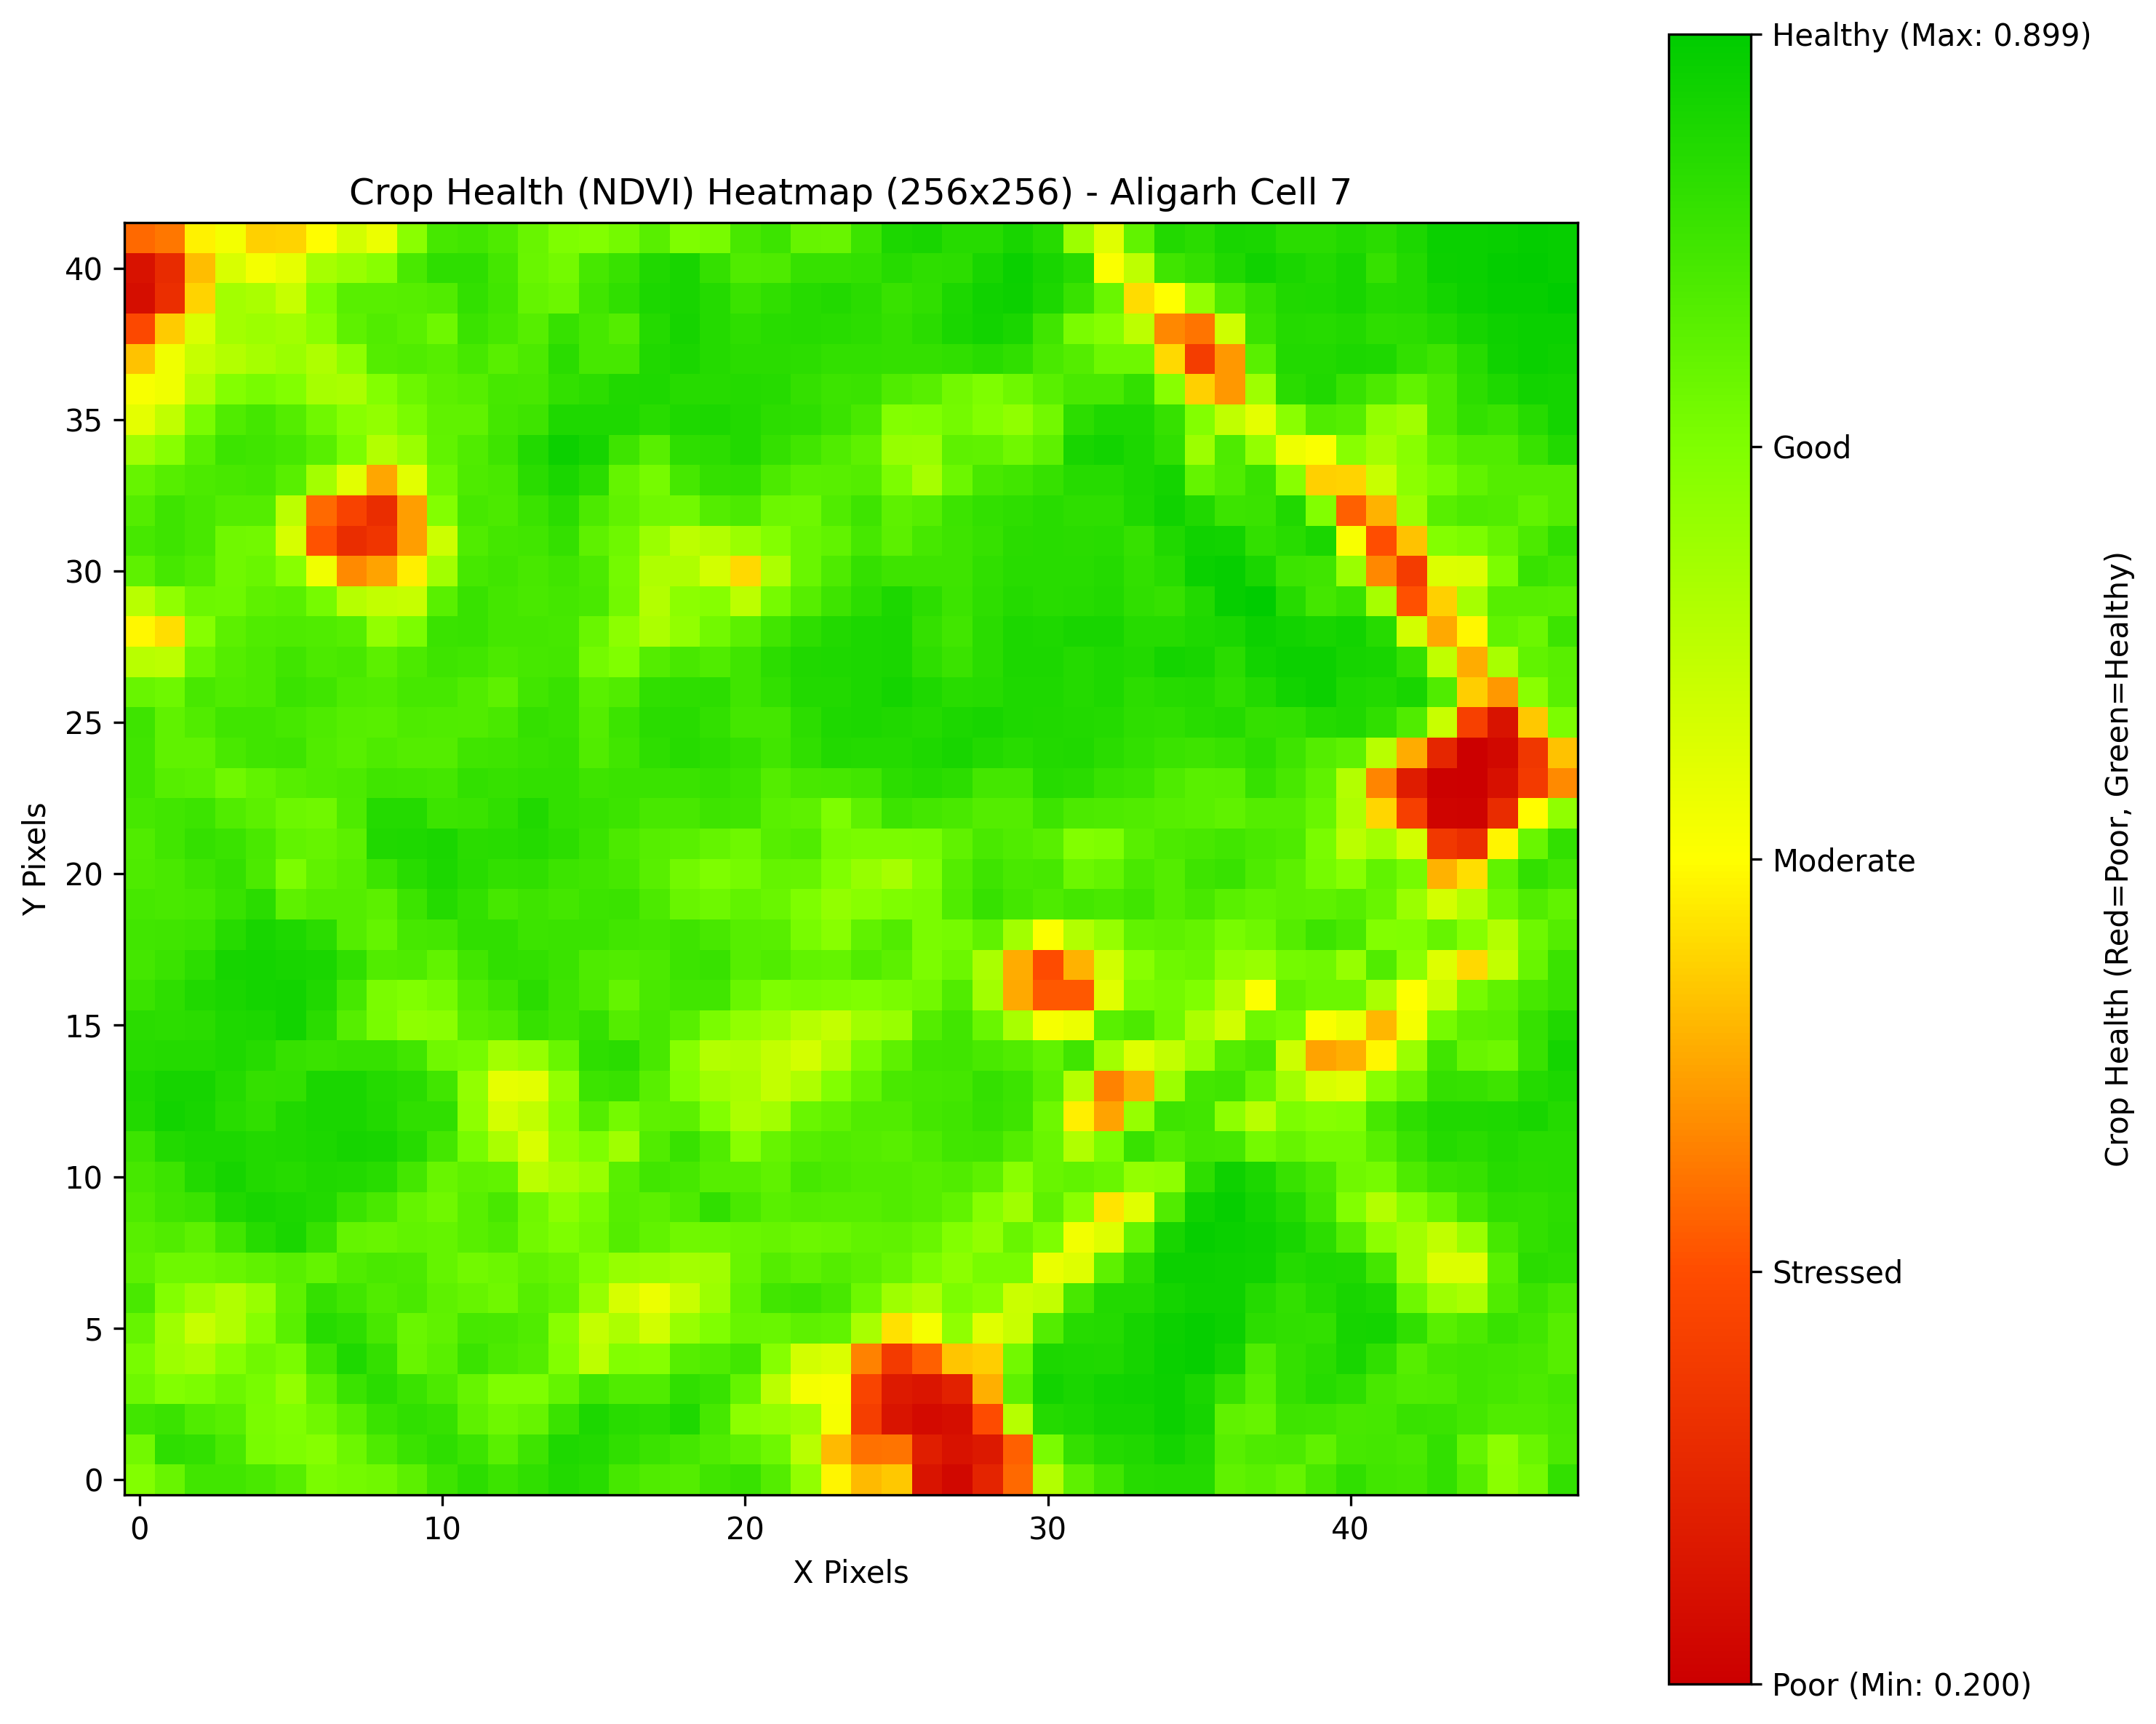 Crop Health (NDVI) Heatmap (256x256) - Aligarh Cell 7
Y Pixels
40
35
30
25
20
15
10
5
0
0 10 20 30 40
X Pixels
Healthy (Max: 0.899)
Good
Moderate
Stressed
Poor (Min: 0.200)
Crop Health (Red=Poor, Green=Healthy)